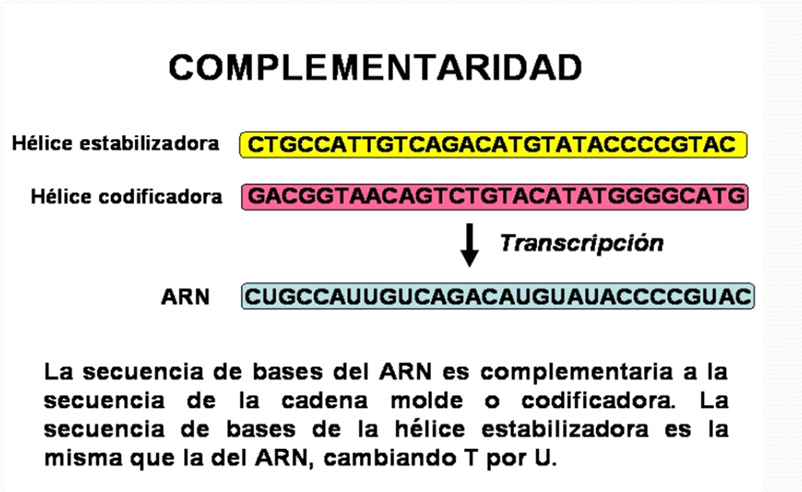 COMPLEMENTARIDAD
Hélice estabilizadora CTGCCATTGTCAGACATGTATACCCCGTAC
Hélice codificadora GACGGTAACAGTCTGTACATATGGGGCATG
Transcripción
ARN CUGCCAUUGUCAGACAUGUAUACCCCGUAC
La secuencia de bases del ARN es complementaria a la
secuencia de la cadena molde o codificadora. La
secuencia de bases de la hélice estabilizadora es la
misma que la del ARN, cambiando T por U.